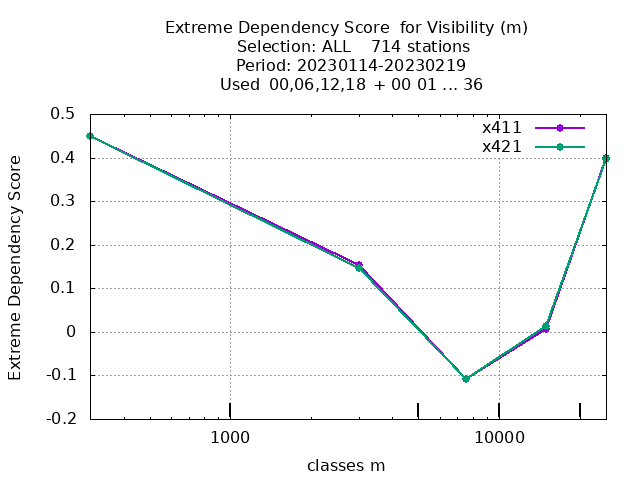 Extreme Dependency Score  for Visibility (m)
Selection: ALL    714 stations
Period: 20230114-20230219
Used  00,06,12,18  + 00 01 ... 36
x411
x421
Extreme Dependency Score
0.5
0.4
0.3
0.2
0.1
0
-0.1
-0.2
1000
10000
classes m